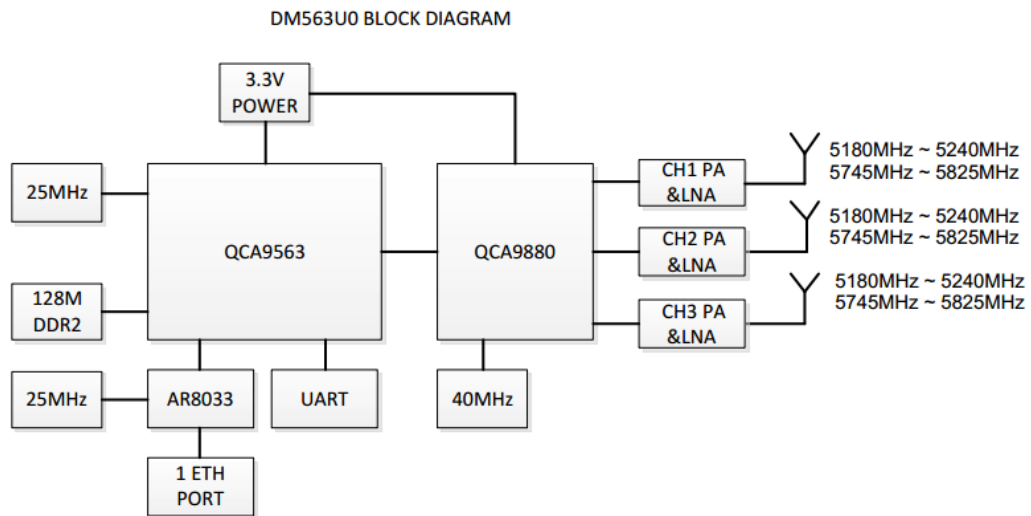 DM563U0 BLOCK DIAGRAM
3.3V
POWER
25MHz
QCA9563
QCA9880
CH1 PA
&LNA
5180MHz ~ 5240MHz
5745MHz ~ 5825MHz
CH2 PA
&LNA
5180MHz ~ 5240MHz
5745MHz ~ 5825MHz
128M
DDR2
CH3 PA
&LNA
5180MHz ~ 5240MHz
5745MHz ~ 5825MHz
25MHz
AR8033
UART
40MHz
1 ETH
PORT